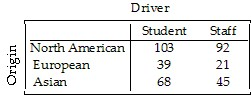 Driver
Student Staff
Origin
North American 103 92
European 39 21
Asian 68 45